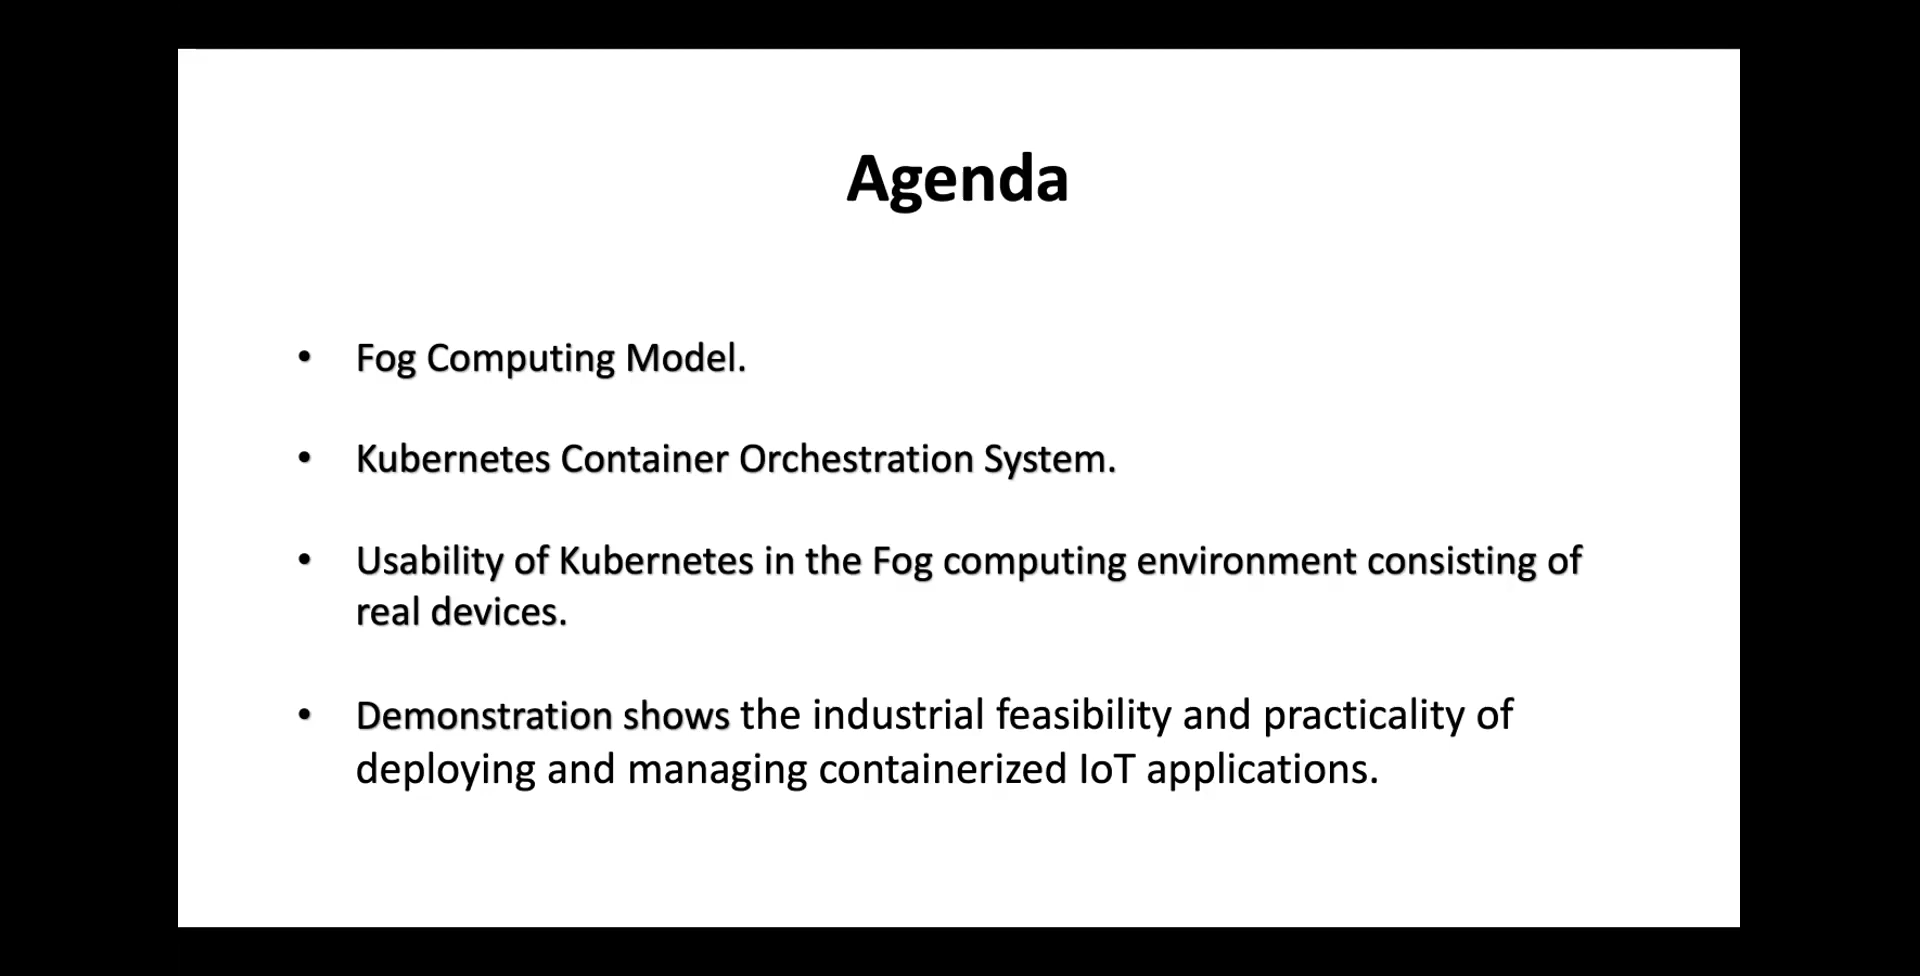 Agenda
• Fog Computing Model.
• Kubernetes Container Orchestration System.
• Usability of Kubernetes in the Fog computing environment consisting of
real devices.
• Demonstration shows the industrial feasibility and practicality of
deploying and managing containerized IoT applications.